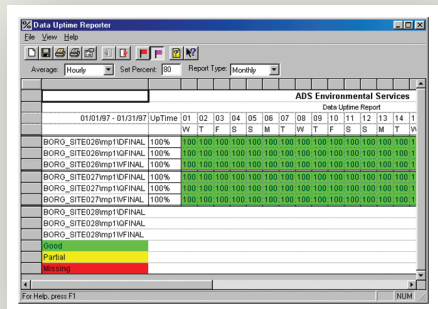 Data Uptime Reporter
File View Help
Average: Hourly Set Percent: 80 Report Type: Monthly
ADS Environmental Services
Data Uptime Report
01/01/97 - 01/31/97 UpTime 01 02 03 04 05 06 07 08 09 10 11 12 13 14 1
W T F S S M T W T F S S M T W
BORG_SITE026\mp1\DFINAL 100% 100 100 100 100 100 100 100 100 100 100 100 100 100 100 1
BORG_SITE026\mp1\QFINAL 100% 100 100 100 100 100 100 100 100 100 100 100 100 100 100 1
BORG_SITE026\mp1\VFINAL 100% 100 100 100 100 100 100 100 100 100 100 100 100 100 100 1
BORG_SITE027\mp1\DFINAL 100% 100 100 100 100 100 100 100 100 100 100 100 100 100 100 1
BORG_SITE027\mp1\QFINAL 100% 100 100 100 100 100 100 100 100 100 100 100 100 100 100 1
BORG_SITE027\mp1\VFINAL 100% 100 100 100 100 100 100 100 100 100 100 100 100 100 100 1
BORG_SITE028\mp1\DFINAL
BORG_SITE028\mp1\QFINAL
BORG_SITE028\mp1\VFINAL
Good
Partial
Missing
For Help, press F1 NUM